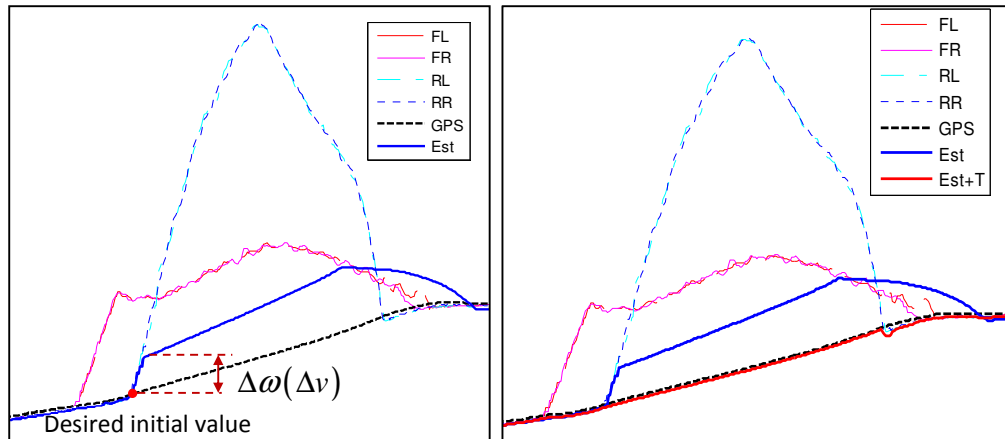 FL
FR
RL
RR
GPS
Est
Δω(Δv)
Desired initial value
FL
FR
RL
RR
GPS
Est
Est+T